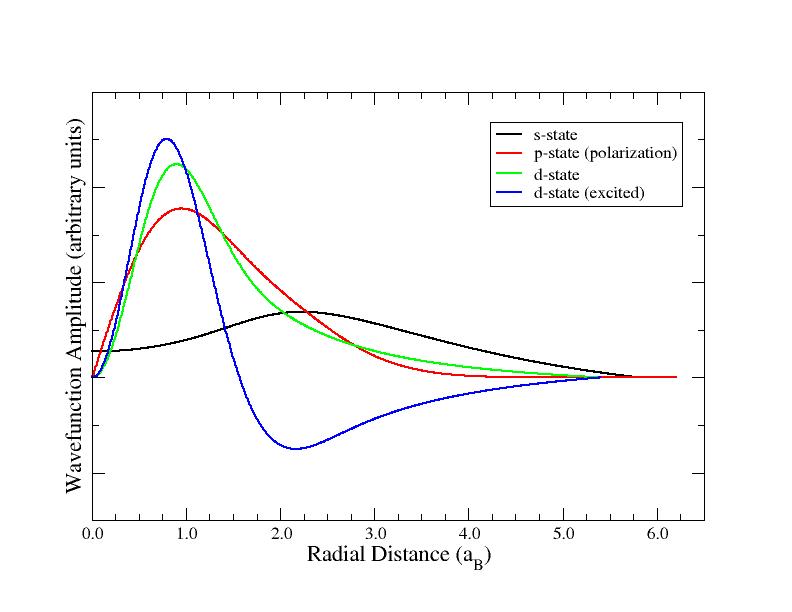 s-state
p-state (polarization)
d-state
d-state (excited)
Wavefunction Amplitude (arbitrary units)
0.0 1.0 2.0 3.0 4.0 5.0 6.0
Radial Distance (a_B)